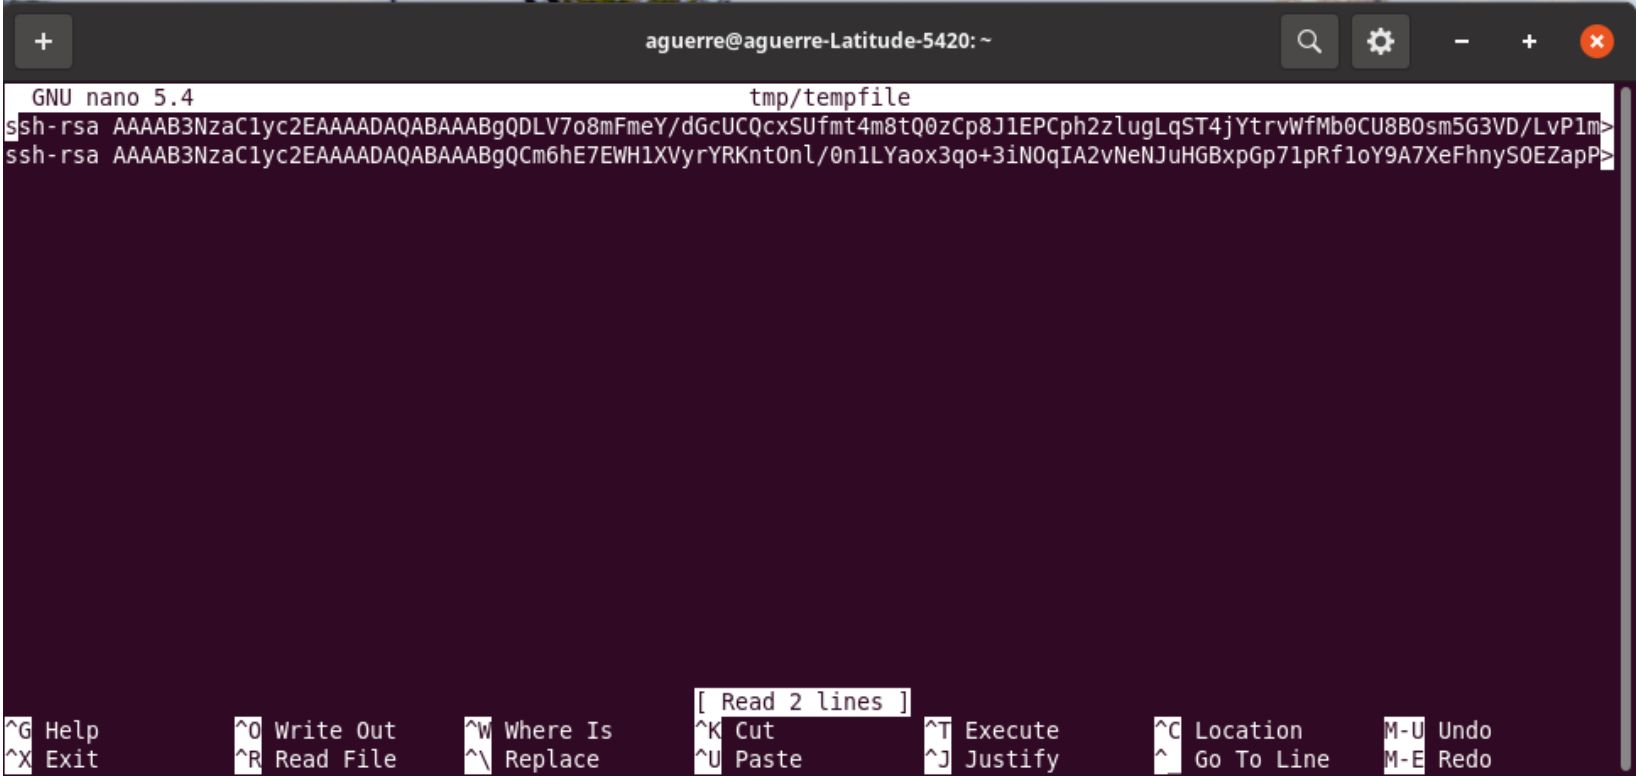 aguerre@aguerre-Latitude-5420: ~
GNU nano 5.4 tmp/tempfile
ssh-rsa AAAAB3NzaC1yc2EAAAADAQABAAABgQDLV7o8mFmeY/dGcUCQcxSUfmt4m8tQ0zCp8J1EPCph2zlugLqST4jYtrvWfMb0CU8BOsm5G3VD/LvP1m>
ssh-rsa AAAAB3NzaC1yc2EAAAADAQABAAABgQCm6hE7EWH1XVyrYRKntOnl/0n1LYaox3qo+3iNOqIA2vNeNJuHGBxpGp71pRf1oY9A7XeFhnySOEZapP>
[ Read 2 lines ]
^G Help ^O Write Out ^W Where Is ^K Cut ^T Execute ^C Location M-U Undo
^X Exit ^R Read File ^\ Replace ^U Paste ^J Justify ^_ Go To Line M-E Redo